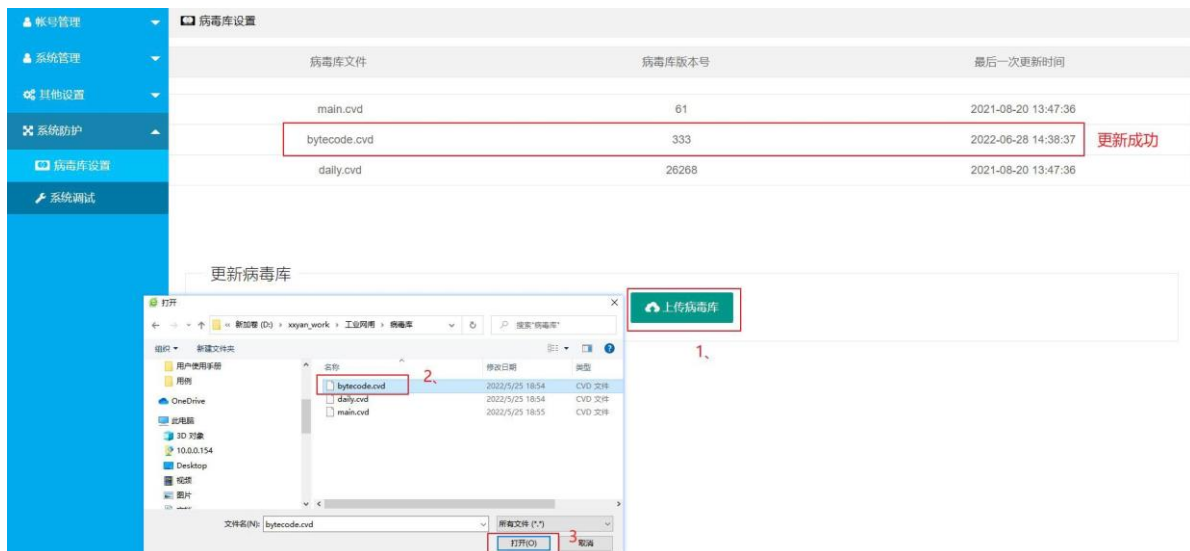 帐号管理
病毒库设置
系统管理
病毒库文件 病毒库版本号 最后一次更新时间
其他设置
main.cvd 61 2021-08-20 13:47:36
系统防护
bytecode.cvd 333 2022-06-28 14:38:37 更新成功
病毒库设置
daily.cvd 26268 2021-08-20 13:47:36
系统调试
更新病毒库
打开
上传病毒库
« 新加卷 (D:) › xxyan_work › 工业网闸 › 病毒库
搜索"病毒库"
1、
组织 新建文件夹
用户使用手册
名称 修改日期 类型
用例
bytecode.cvd 2022/5/25 18:54 CVD 文件
2、
OneDrive
daily.cvd 2022/5/25 18:54 CVD 文件
main.cvd 2022/5/25 18:55 CVD 文件
此电脑
3D 对象
10.0.0.154
Desktop
视频
图片
文件名(N): bytecode.cvd 所有文件 (*.*)
3
打开(O) 取消